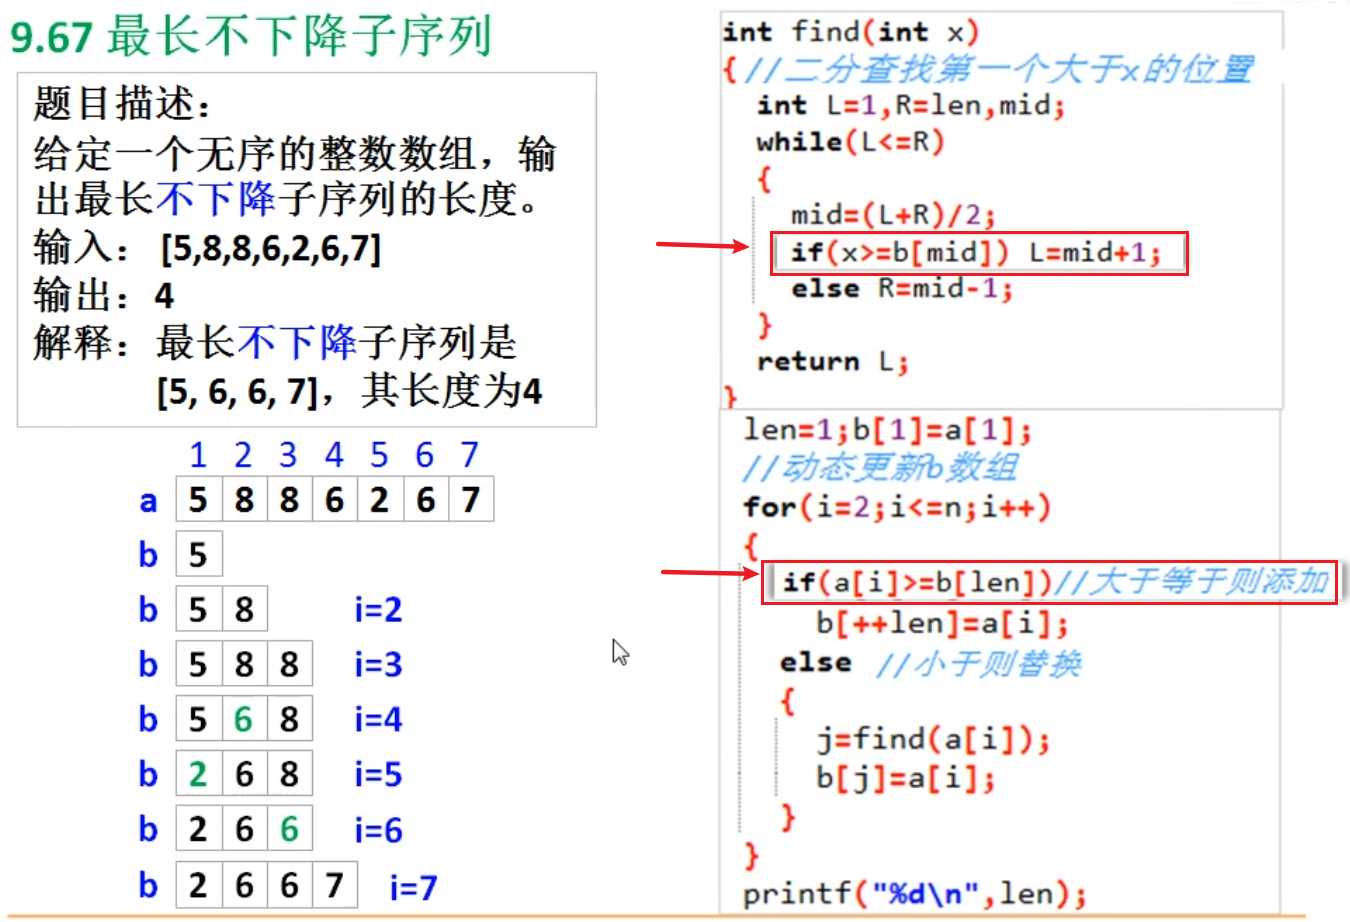 9.67 最长不下降子序列
题目描述：
给定一个无序的整数数组，输
出最长不下降子序列的长度。
输入： [5,8,8,6,2,6,7]
输出：4
解释：最长不下降子序列是
[5, 6, 6, 7]，其长度为4
1 2 3 4 5 6 7
a 5 8 8 6 2 6 7
b 5
b 5 8 i=2
b 5 8 8 i=3
b 5 6 8 i=4
b 2 6 8 i=5
b 2 6 6 i=6
b 2 6 6 7 i=7
int find(int x)
{//二分查找第一个大于x的位置
int L=1,R=len,mid;
while(L<=R)
{
mid=(L+R)/2;
if(x>=b[mid]) L=mid+1;
else R=mid-1;
}
return L;
}
len=1;b[1]=a[1];
//动态更新b数组
for(i=2;i<=n;i++)
{
if(a[i]>=b[len])//大于等于则添加
b[++len]=a[i];
else //小于则替换
{
j=find(a[i]);
b[j]=a[i];
}
}
printf("%d\n",len);